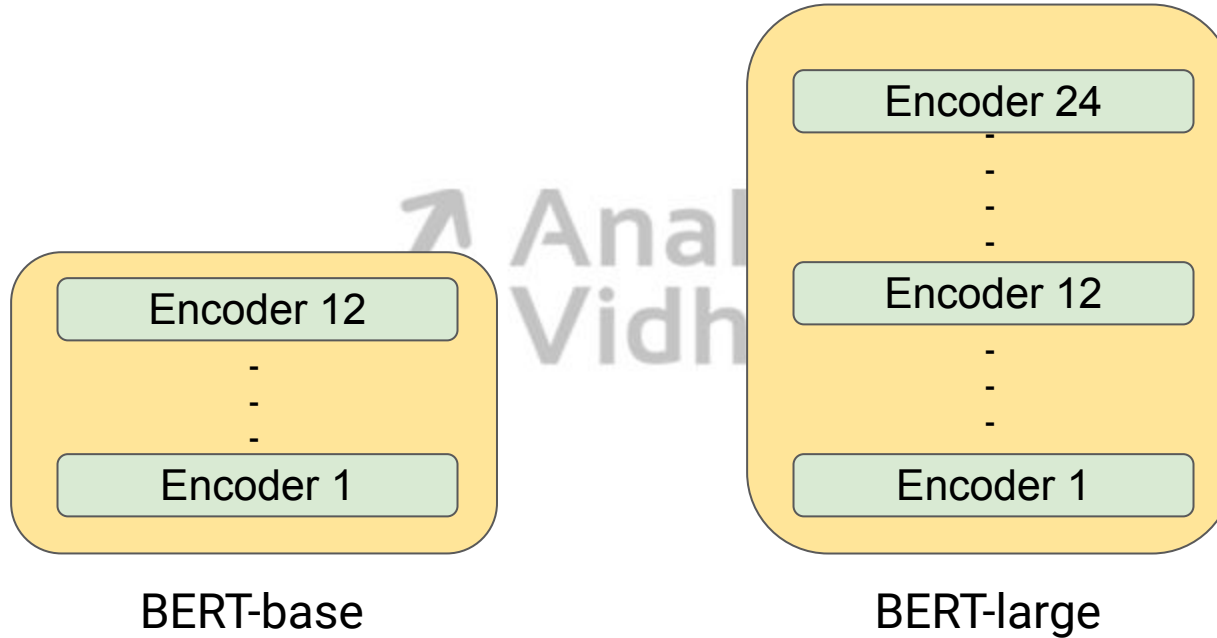 Encoder 24
-
-
-
-
Anal
Encoder 12
Encoder 12
Vidh
-
-
-
-
-
-
Encoder 1
Encoder 1
BERT-base
BERT-large